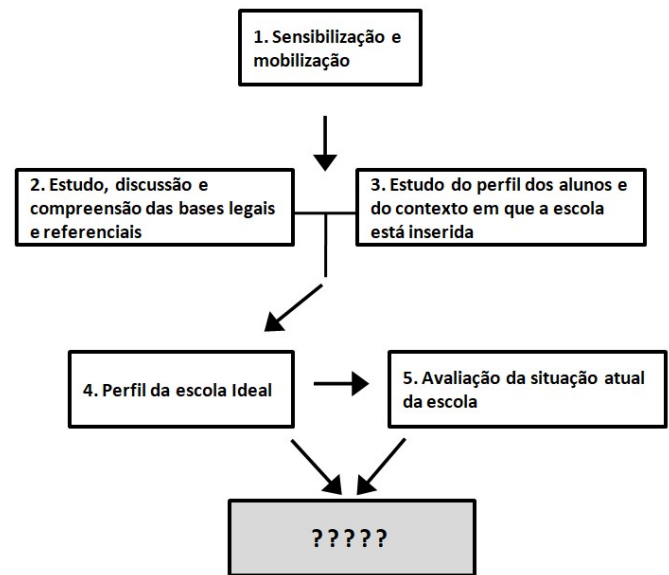 1. Sensibilização e
mobilização
2. Estudo, discussão e
compreensão das bases legais
e referenciais
3. Estudo do perfil dos alunos e
do contexto em que a escola
está inserida
4. Perfil da escola Ideal
5. Avaliação da situação atual
da escola
?????